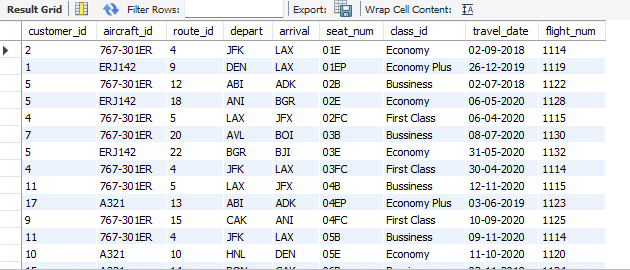 Result Grid Filter Rows: Export: Wrap Cell Content:
customer_id aircraft_id route_id depart arrival seat_num class_id travel_date flight_num
2 767-301ER 4 JFK LAX 01E Economy 02-09-2018 1114
1 ERJ142 9 DEN LAX 01EP Economy Plus 26-12-2019 1119
5 767-301ER 12 ABI ADK 02B Bussiness 02-07-2018 1122
5 ERJ142 18 ANI BGR 02E Economy 06-05-2020 1128
4 767-301ER 5 LAX JFX 02FC First Class 06-04-2020 1115
7 767-301ER 20 AVL BOI 03B Bussiness 08-07-2020 1130
5 ERJ142 22 BGR BJI 03E Economy 31-05-2020 1132
4 767-301ER 4 JFK LAX 03FC First Class 30-04-2020 1114
11 767-301ER 5 LAX JFX 04B Bussiness 12-11-2020 1115
17 A321 13 ABI ADK 04EP Economy Plus 03-06-2019 1123
9 767-301ER 15 CAK ANI 04FC First Class 10-09-2020 1125
11 767-301ER 4 JFK LAX 05B Bussiness 09-11-2020 1114
10 A321 10 HNL DEN 05E Economy 11-10-2020 1120